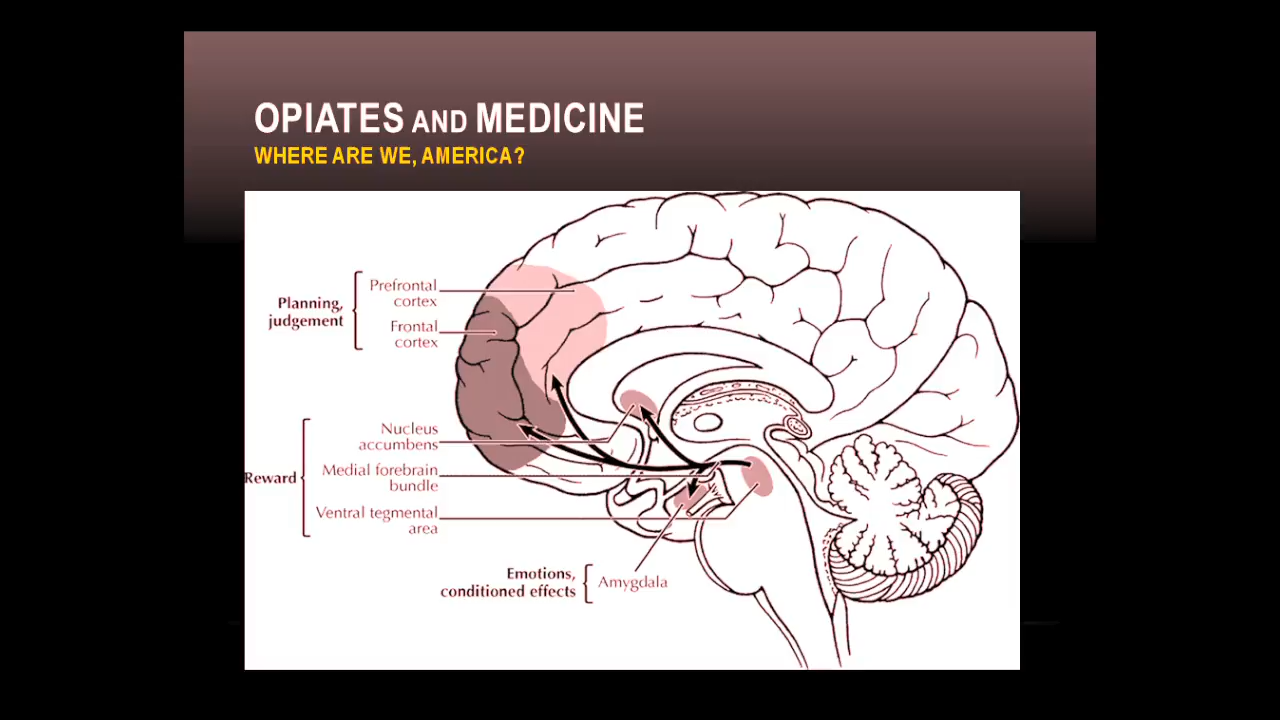 OPIATES AND MEDICINE
WHERE ARE WE, AMERICA?
Planning,
judgement
Prefrontal
cortex
Frontal
cortex
Reward
Nucleus
accumbens
Medial forebrain
bundle
Ventral tegmental
area
Emotions,
conditioned effects
Amygdala